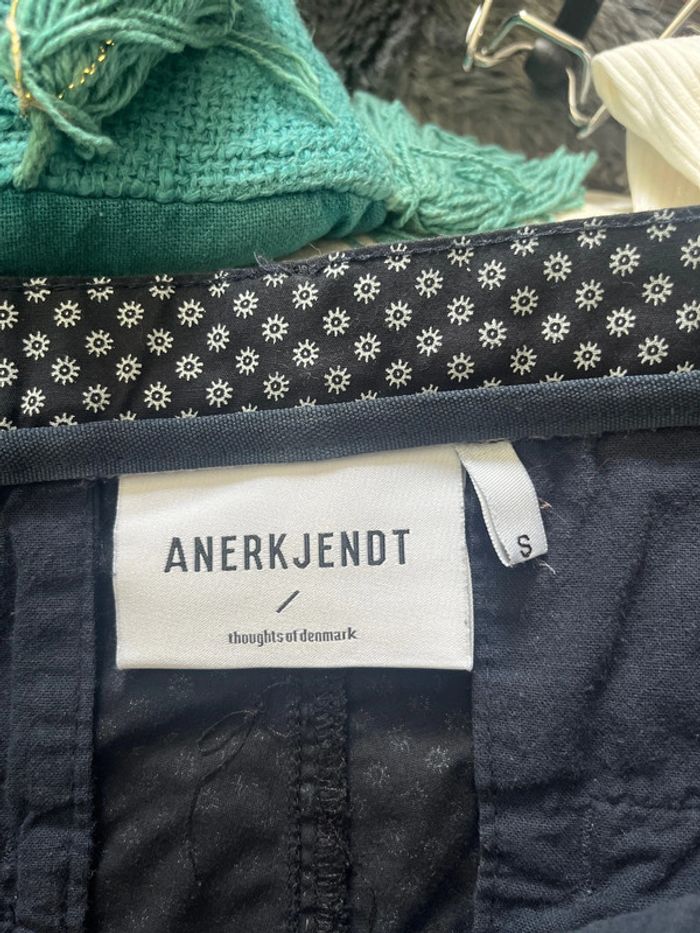 ANERKJENDT
/
thoughts of denmark
S